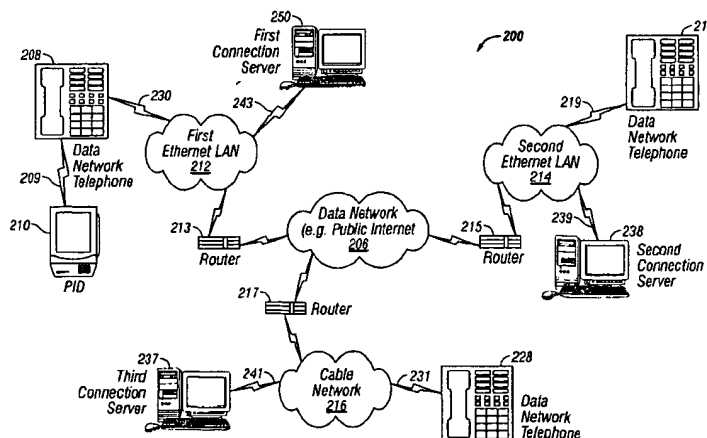 250
208
First
Connection
Server
200
21
230
243
219
First
Ethernet LAN
212
Second
Ethernet LAN
214
Data
Network
Telephone
Data
Network
Telephone
209
210
213
Data Network
(e.g. Public Internet
206
215
239
238
PID
Router
Router
Second
Connection
Server
217
Router
237
228
Third
Connection
Server
241
Cable
Network
216
231
Data
Network
Telephone